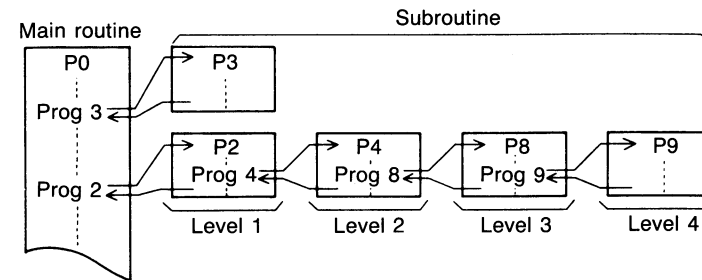 Subroutine
Main routine
P0
P3
Prog 3
P2
P4
P8
P9
Prog 4
Prog 8
Prog 9
Prog 2
Level 1
Level 2
Level 3
Level 4